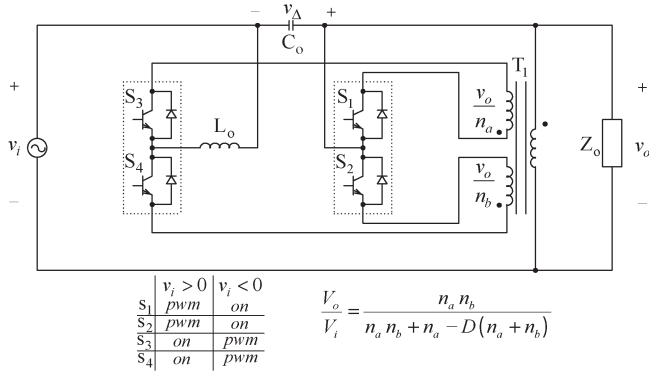 − v_Δ +
C_o
T_1
+
S_3
S_1
v_o / n_a
+
v_i
L_o
Z_o
v_o
S_4
S_2
v_o / n_b
−
−
v_i > 0 v_i < 0
S_1 pwm on
S_2 pwm on
S_3 on pwm
S_4 on pwm
V_o / V_i = n_a n_b / (n_a n_b + n_a − D(n_a + n_b))